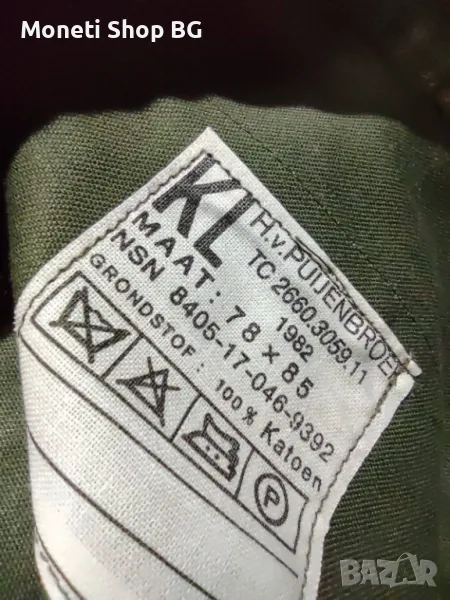 Moneti Shop BG
KL
H.v.PUIJENBROEK
TC 2660.3059.11
1982
MAAT: 78 × 85
NSN 8405-17-046-9392
GRONDSTOF: 100% Katoen
P
BAZAR